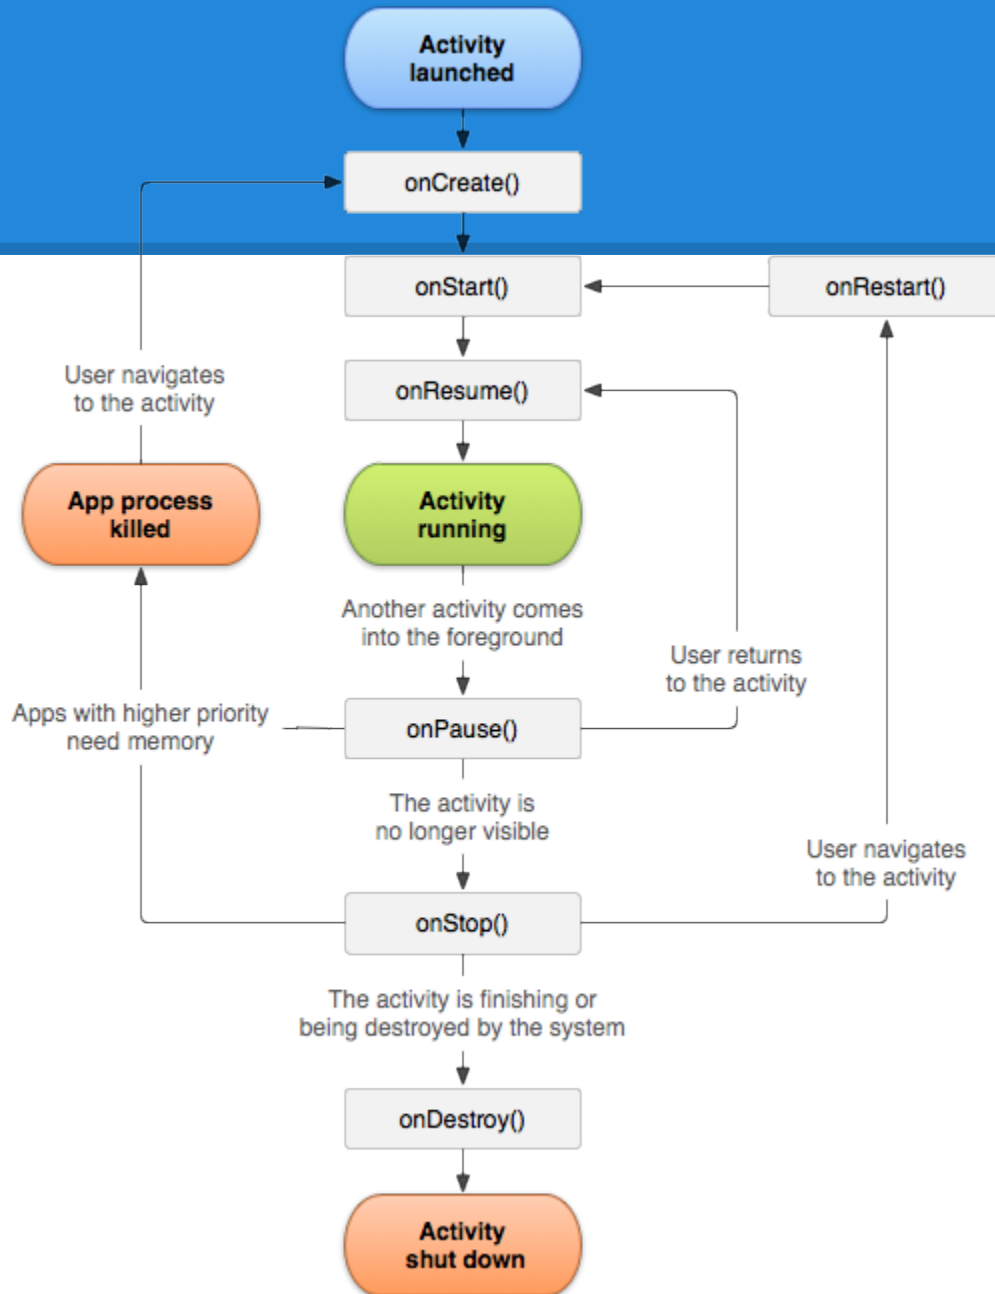 Activity
launched
onCreate()
onStart()
onRestart()
User navigates
to the activity
onResume()
App process
killed
Activity
running
Another activity comes
into the foreground
User returns
to the activity
Apps with higher priority
need memory
onPause()
The activity is
no longer visible
User navigates
to the activity
onStop()
The activity is finishing or
being destroyed by the system
onDestroy()
Activity
shut down